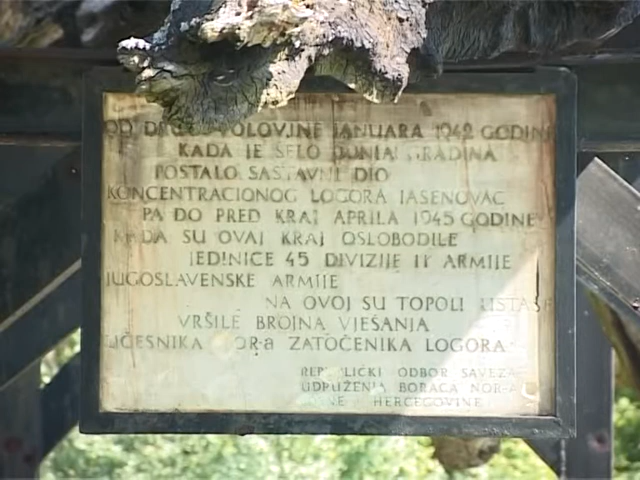 OD DRUGE POLOVINE JANUARA 1942 GODINE
KADA JE SELO DONJA GRADINA
POSTALO SASTAVNI DIO
KONCENTRACIONOG LOGORA JASENOVAC
PA DO PRED KRAJ APRILA 1945 GODINE
KADA SU OVAJ KRAJ OSLOBODILE
JEDINICE 45 DIVIZIJE II ARMIJE
JUGOSLAVENSKE ARMIJE
NA OVOJ SU TOPOLI USTAŠE
VRŠILE BROJNA VJEŠANJA
UČESNIKA NOR-a ZATOČENIKA LOGORA
REPUBLIČKI ODBOR SAVEZA
UDRUŽENJA BORACA NOR-A
BOSNE I HERCEGOVINE